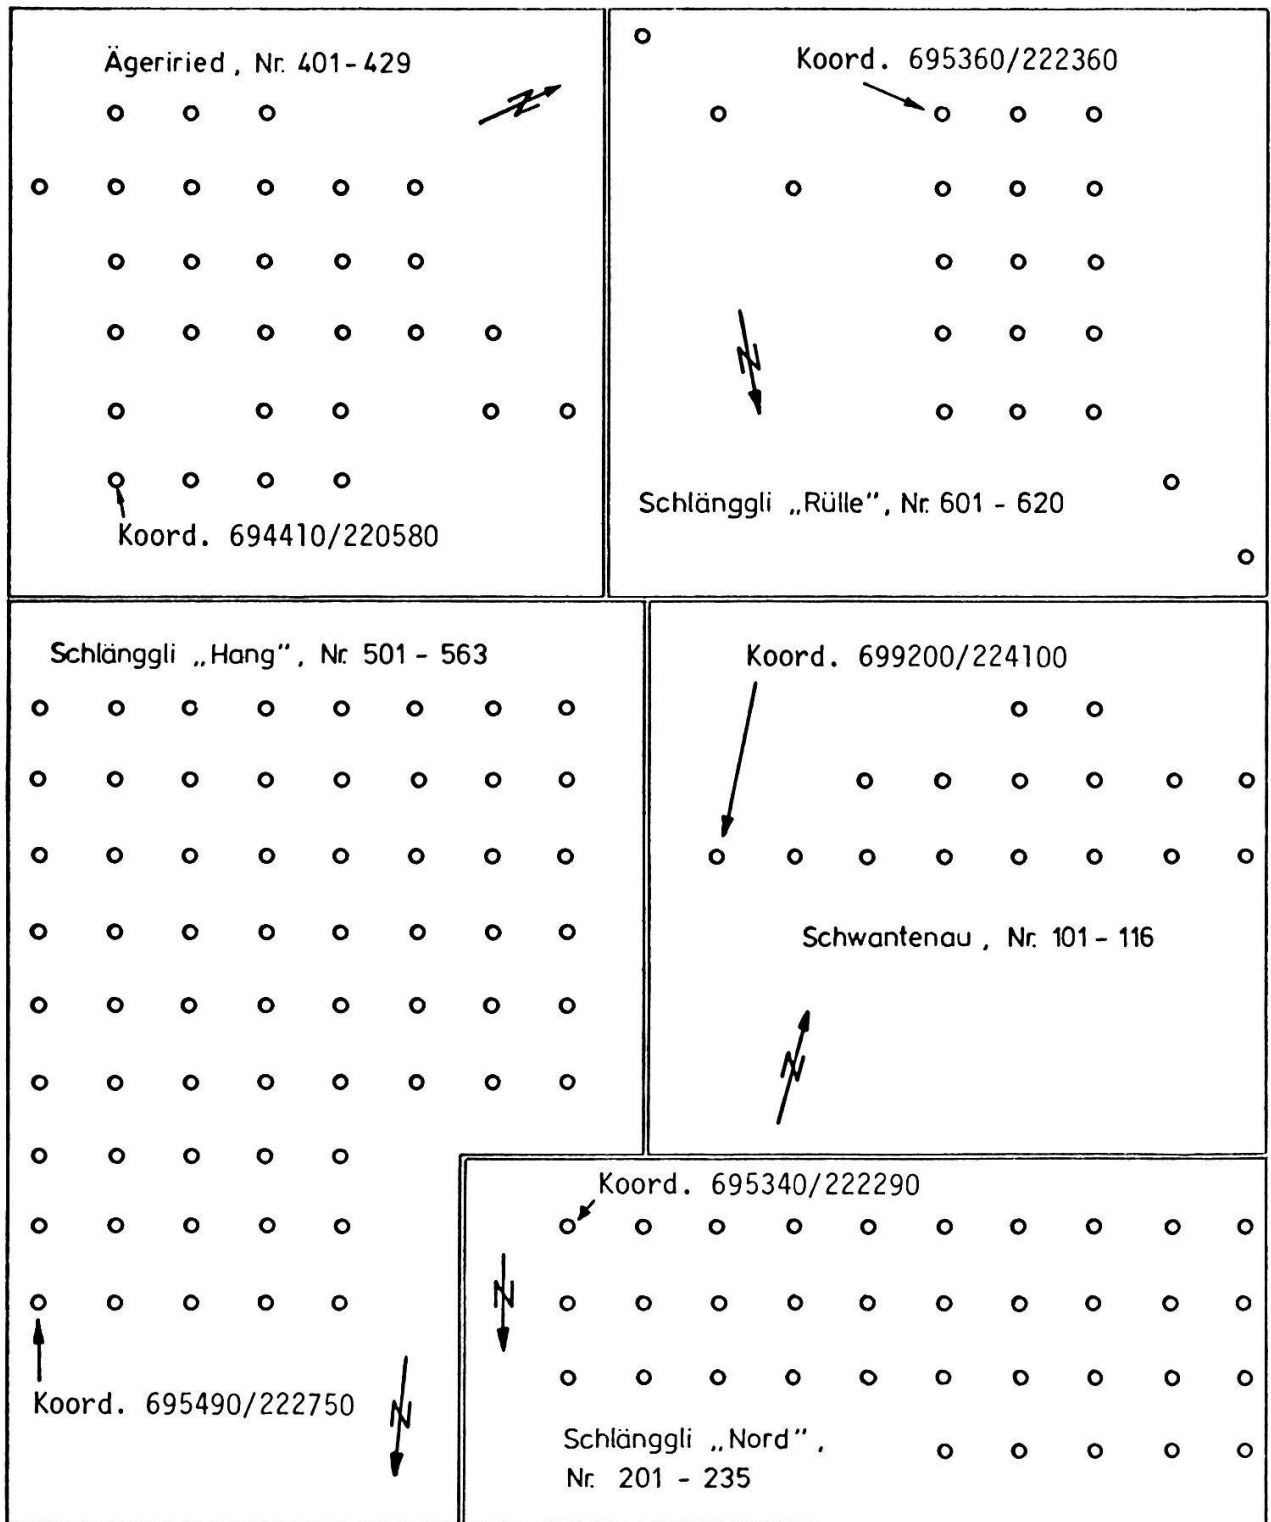 Ägeriried, Nr. 401-429
N
Koord. 694410/220580
Koord. 695360/222360
N
Schlänggli „Rülle“, Nr. 601 - 620
Schlänggli „Hang“, Nr. 501 - 563
Koord. 695490/222750
N
Koord. 699200/224100
Schwantenau, Nr. 101 - 116
N
Koord. 695340/222290
N
Schlänggli „Nord“,
Nr. 201 - 235